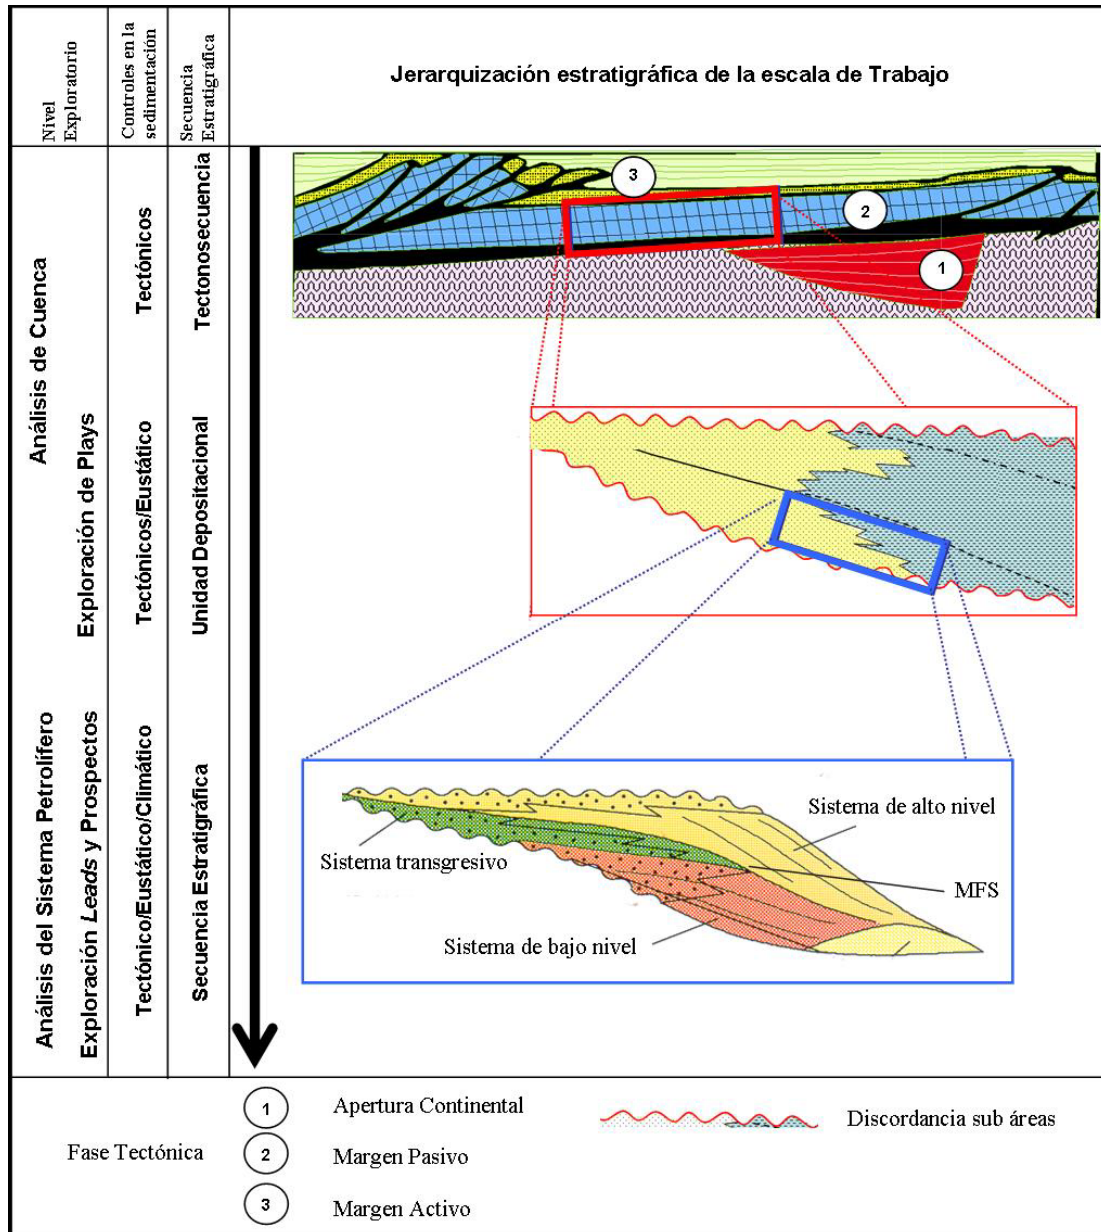 Nivel
Exploratorio
Controles en la
sedimentación
Secuencia
Estratigráfica
Jerarquización estratigráfica de la escala de Trabajo
Análisis de Cuenca
Exploración de Plays
Análisis del Sistema Petrolífero
Exploración Leads y Prospectos
Tectónicos
Tectónicos/Eustático
Tectónico/Eustático/Climático
Tectonosecuencia
Unidad Depositacional
Secuencia Estratigráfica
3
2
1
Sistema de alto nivel
Sistema transgresivo
MFS
Sistema de bajo nivel
Fase Tectónica
1 Apertura Continental
2 Margen Pasivo
3 Margen Activo
Discordancia sub áreas